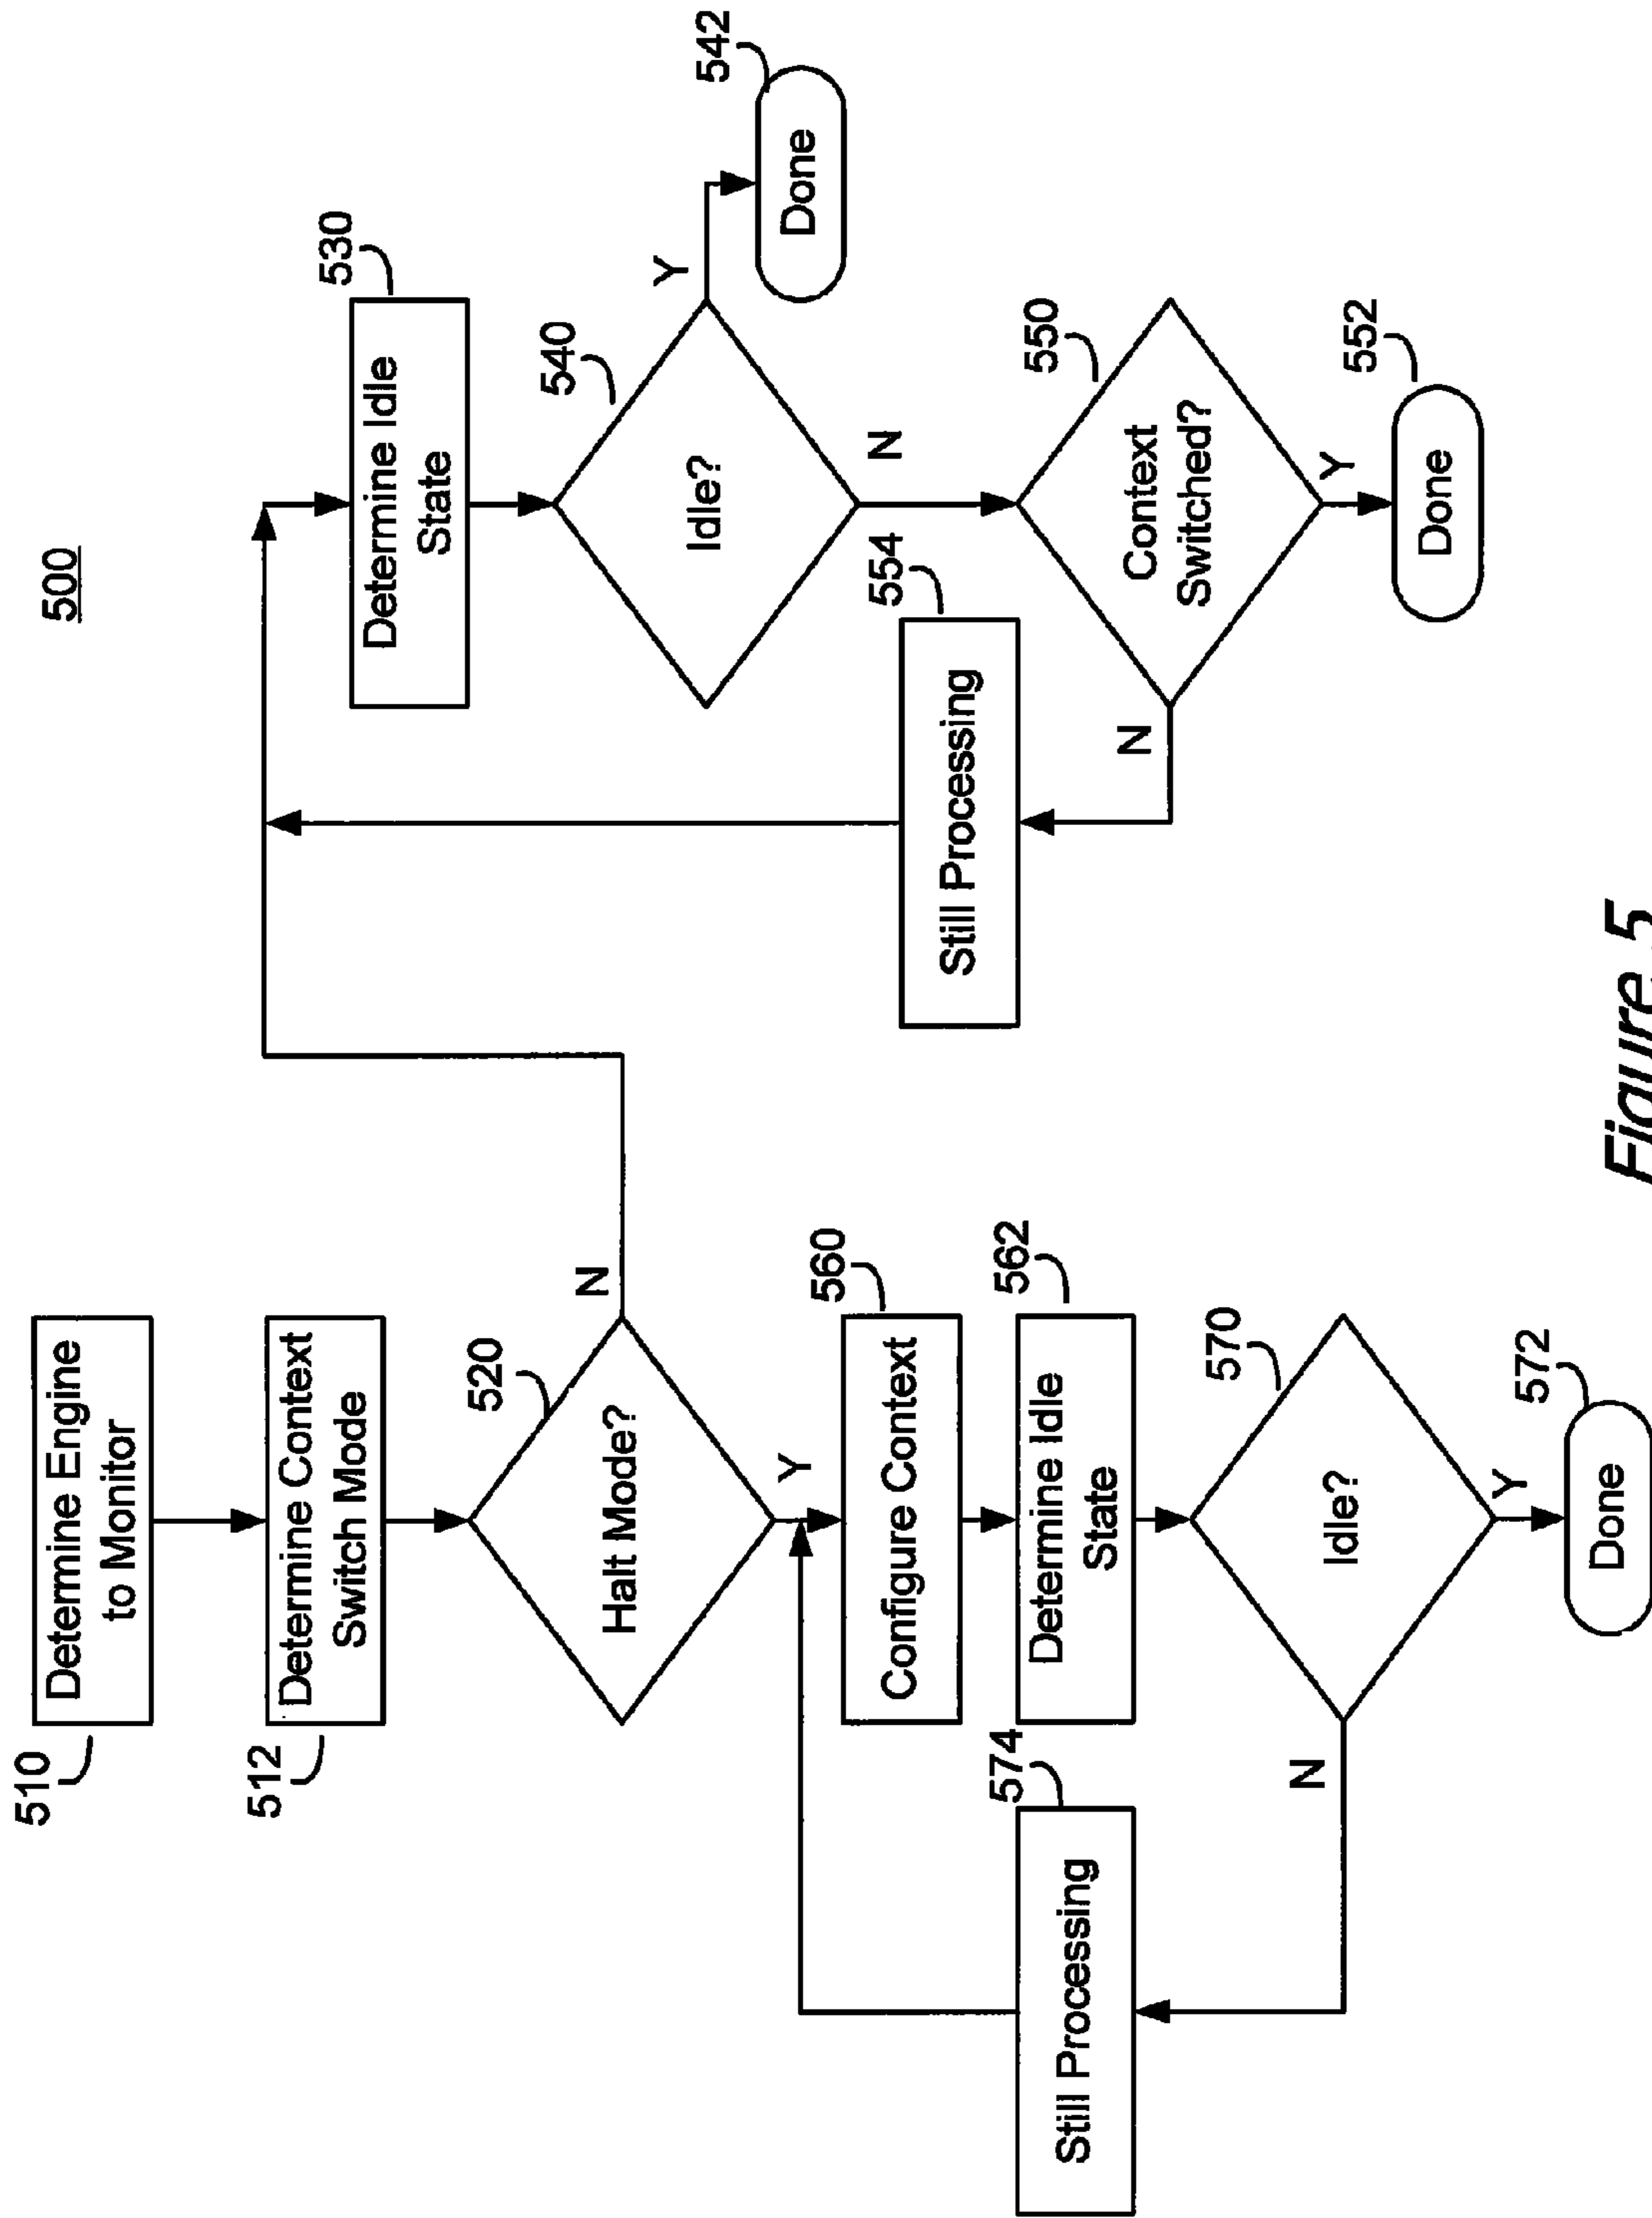 500
510
Determine Engine
to Monitor
512
Determine Context
Switch Mode
520
Halt Mode?
N
Y
560
Configure Context
562
Determine Idle
State
570
Idle?
N
Y
574
Still Processing
572
Done
530
Determine Idle
State
540
Idle?
Y
N
542
Done
550
Context
Switched?
N
Y
554
Still Processing
552
Done
Figure 5